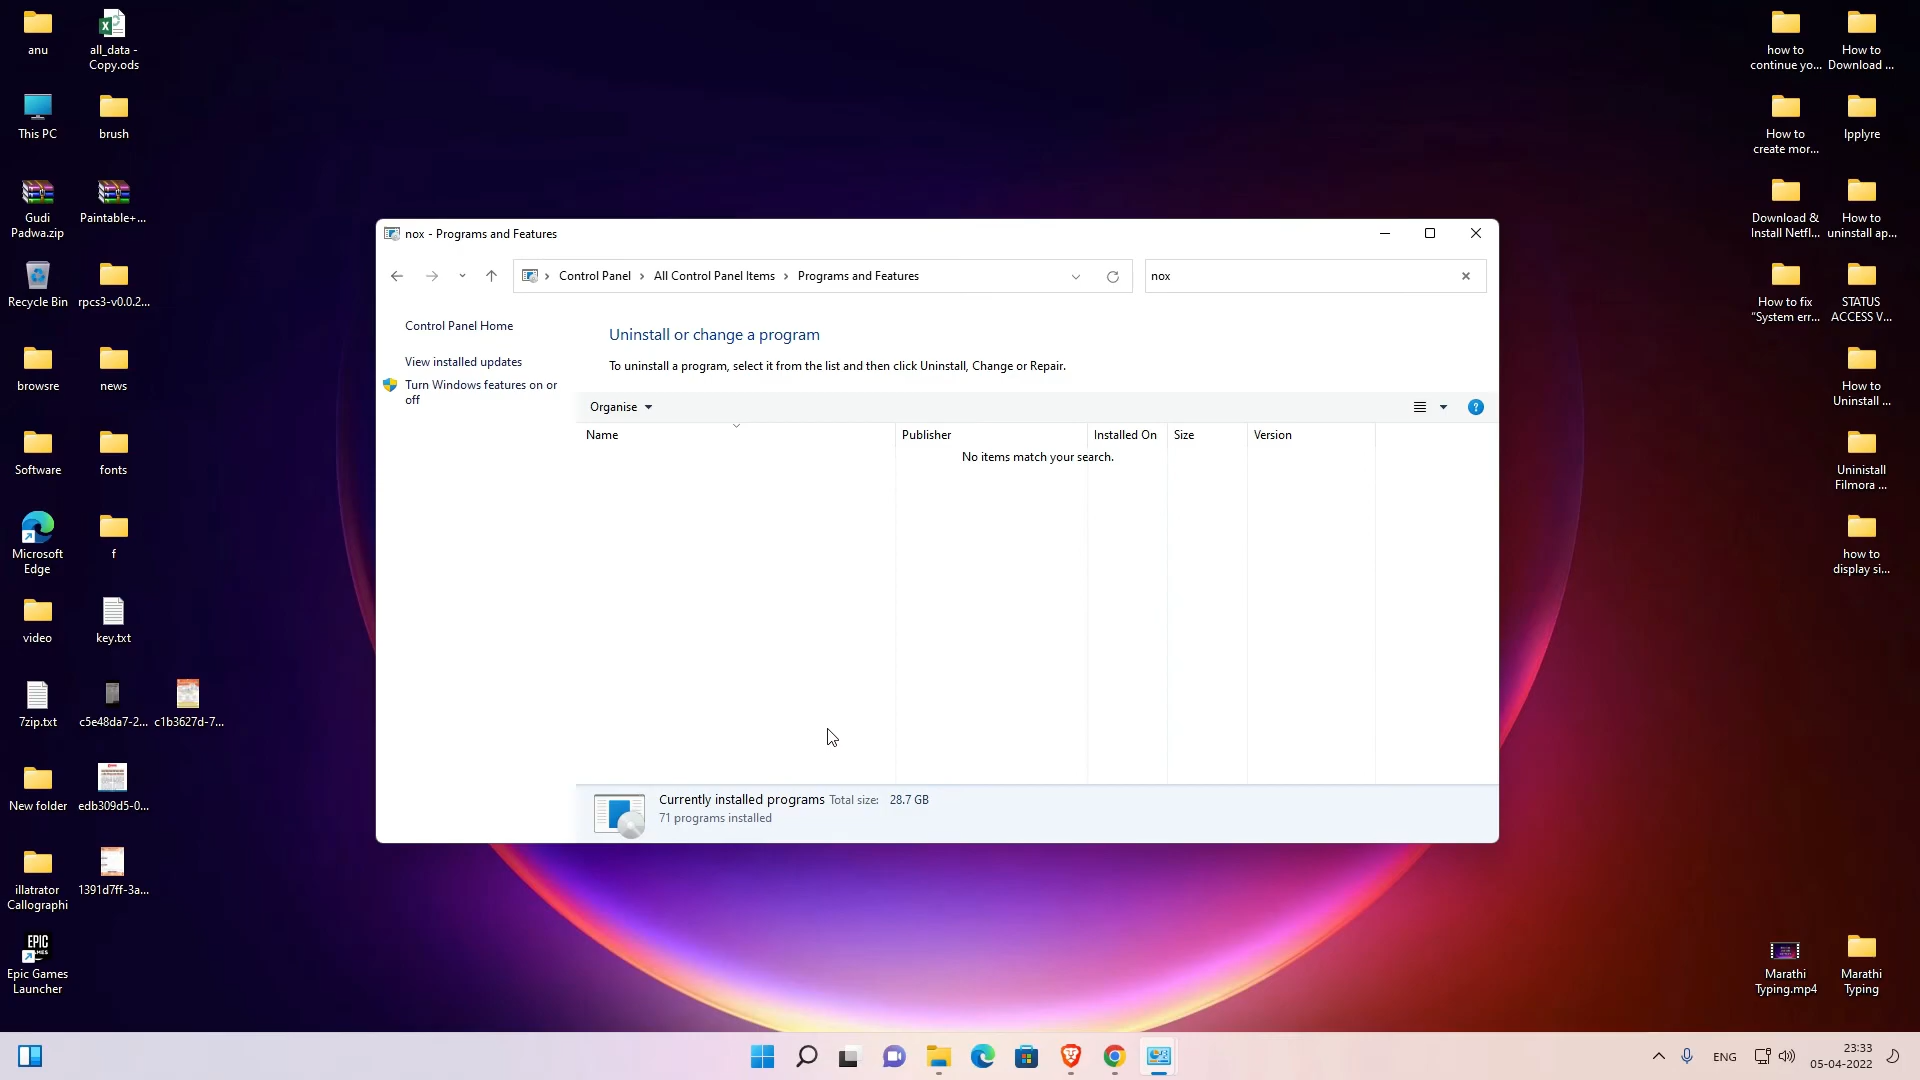 anu
all_data -
Copy.ods
This PC
brush
Gudi
Padwa.zip
Paintable+...
Recycle Bin
rpcs3-v0.0.2...
browsre
news
Software
fonts
Microsoft
Edge
f
video
key.txt
7zip.txt
c5e48da7-2...
c1b3627d-7...
New folder
edb309d5-0...
illatrator
Callographi
1391d7ff-3a...
EPIC
GAMES
Epic Games
Launcher
nox - Programs and Features
Control Panel > All Control Panel Items > Programs and Features
nox
Control Panel Home
View installed updates
Turn Windows features on or
off
Uninstall or change a program
To uninstall a program, select it from the list and then click Uninstall, Change or Repair.
Organise
Name Publisher Installed On Size Version
No items match your search.
Currently installed programs Total size: 28.7 GB
71 programs installed
how to
continue yo...
How to
Download ...
How to
create mor...
Ipplyre
Download &
Install Netfl...
How to
uninstall ap...
How to fix
"System err...
STATUS
ACCESS V...
How to
Uninstall ...
Uninistall
Filmora ...
how to
display si...
Marathi
Typing.mp4
Marathi
Typing
ENG
23:33
05-04-2022